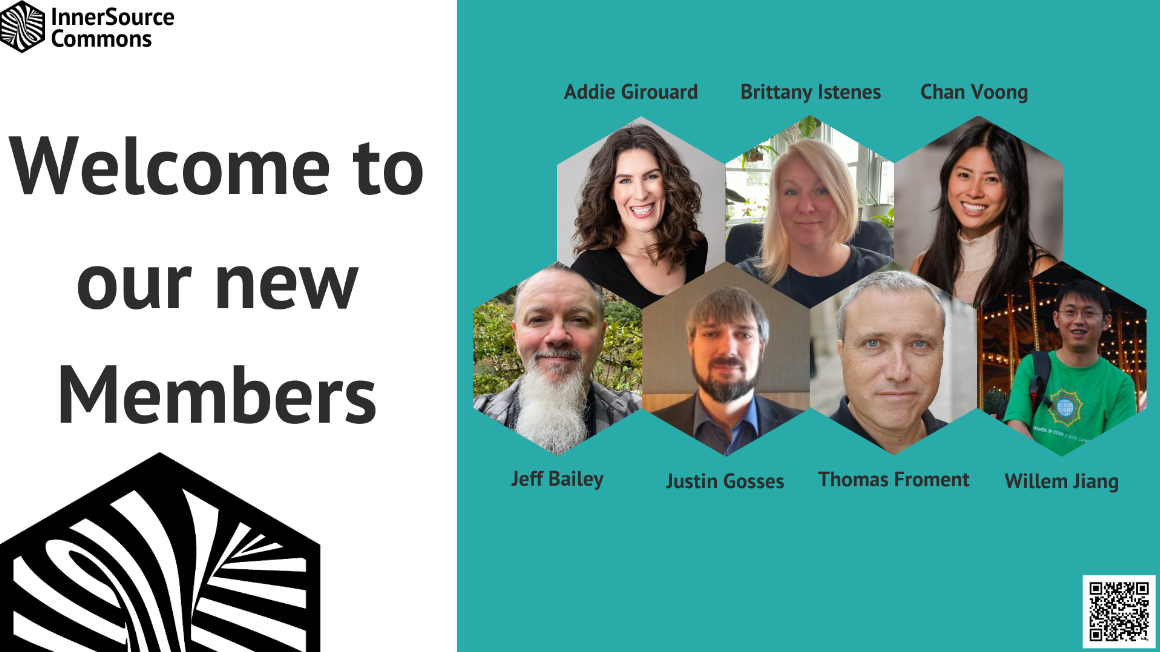 InnerSource
Commons
Welcome to
our new
Members
Addie Girouard
Brittany Istenes
Chan Voong
Jeff Bailey
Justin Gosses
Thomas Froment
Willem Jiang